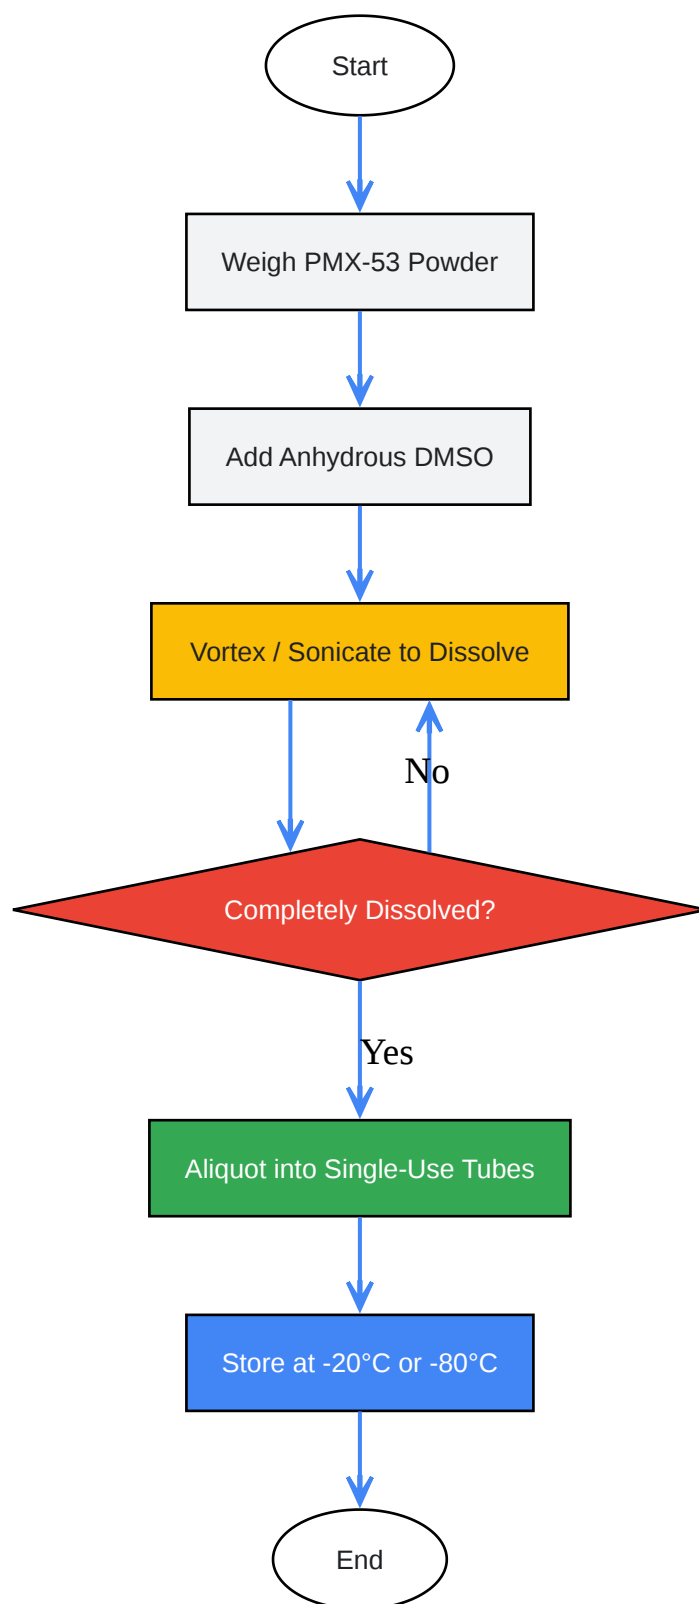 Start
Weigh PMX-53 Powder
Add Anhydrous DMSO
Vortex / Sonicate to Dissolve
No
Completely Dissolved?
Yes
Aliquot into Single-Use Tubes
Store at -20°C or -80°C
End